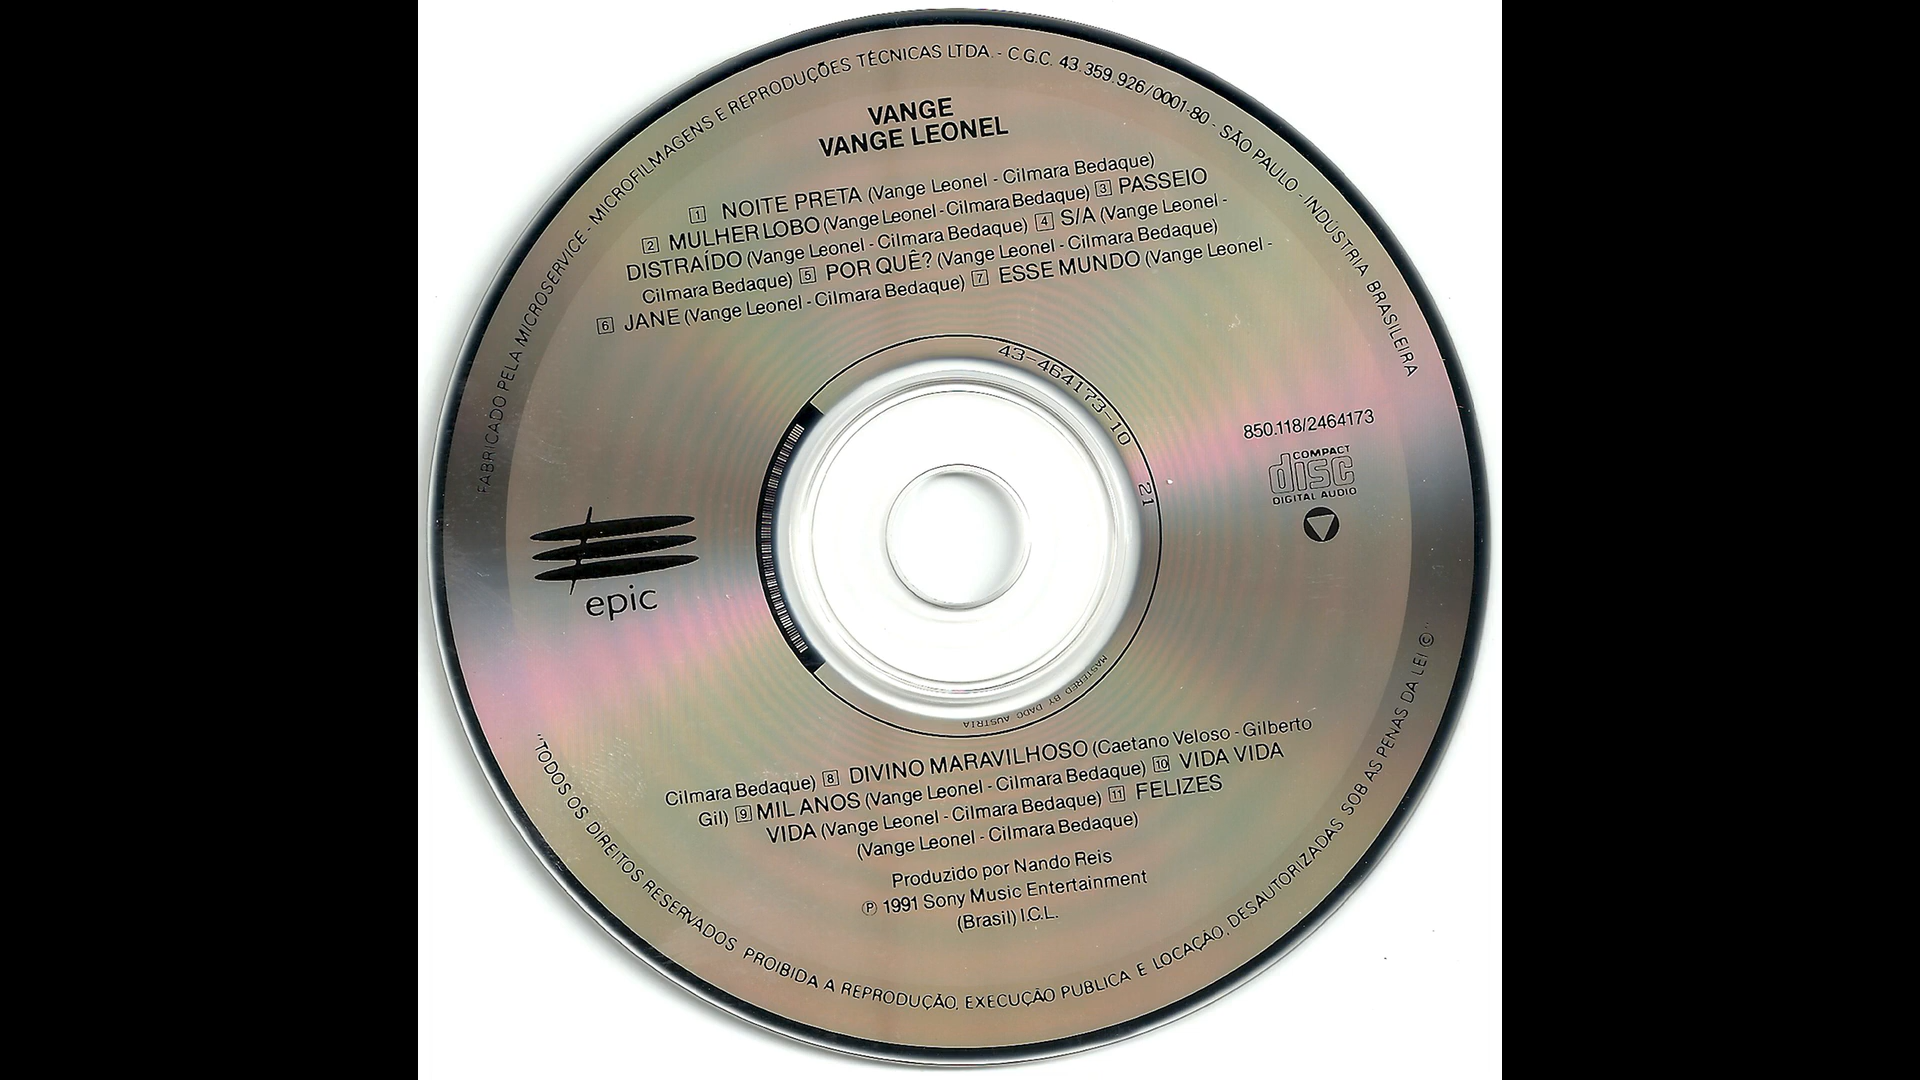 FABRICADO PELA MICROSERVICE - MICROFILMAGENS E REPRODUÇÕES TÉCNICAS LTDA. - C.G.C. 43.359.926/0001-80 - SÃO PAULO - INDÚSTRIA BRASILEIRA
VANGE
VANGE LEONEL
1 NOITE PRETA (Vange Leonel - Cilmara Bedaque)
2 MULHER LOBO (Vange Leonel - Cilmara Bedaque) 3 PASSEIO
DISTRAÍDO (Vange Leonel - Cilmara Bedaque) 4 S/A (Vange Leonel -
Cilmara Bedaque) 5 POR QUÊ? (Vange Leonel - Cilmara Bedaque)
6 JANE (Vange Leonel - Cilmara Bedaque) 7 ESSE MUNDO (Vange Leonel -
43-464173-10 21
850.118/2464173
COMPACT
disc
DIGITAL AUDIO
epic
MASTERED BY DADC AUSTRIA
Cilmara Bedaque) 8 DIVINO MARAVILHOSO (Caetano Veloso - Gilberto
Gil) 9 MIL ANOS (Vange Leonel - Cilmara Bedaque) 10 VIDA VIDA
VIDA (Vange Leonel - Cilmara Bedaque) 11 FELIZES
(Vange Leonel - Cilmara Bedaque)
Produzido por Nando Reis
℗ 1991 Sony Music Entertainment
(Brasil) I.C.L.
"TODOS OS DIREITOS RESERVADOS. PROIBIDA A REPRODUÇÃO, EXECUÇÃO PUBLICA E LOCAÇÃO, DESAUTORIZADAS SOB AS PENAS DA LEI ©"